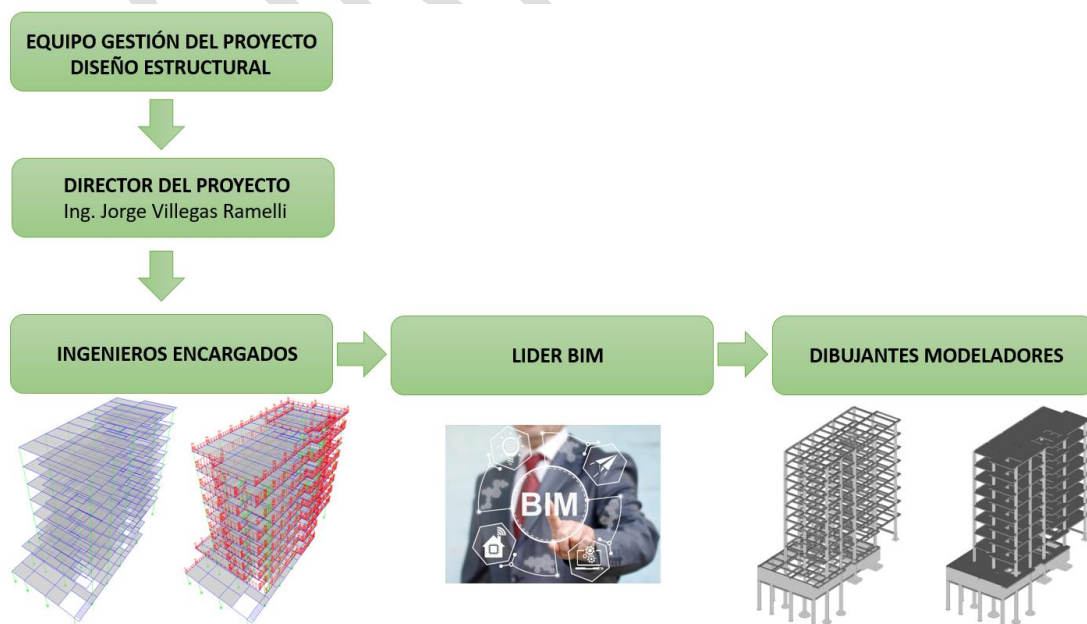 EQUIPO GESTIÓN DEL PROYECTO
DISEÑO ESTRUCTURAL
DIRECTOR DEL PROYECTO
Ing. Jorge Villegas Ramelli
INGENIEROS ENCARGADOS
LIDER BIM
DIBUJANTES MODELADORES
BIM